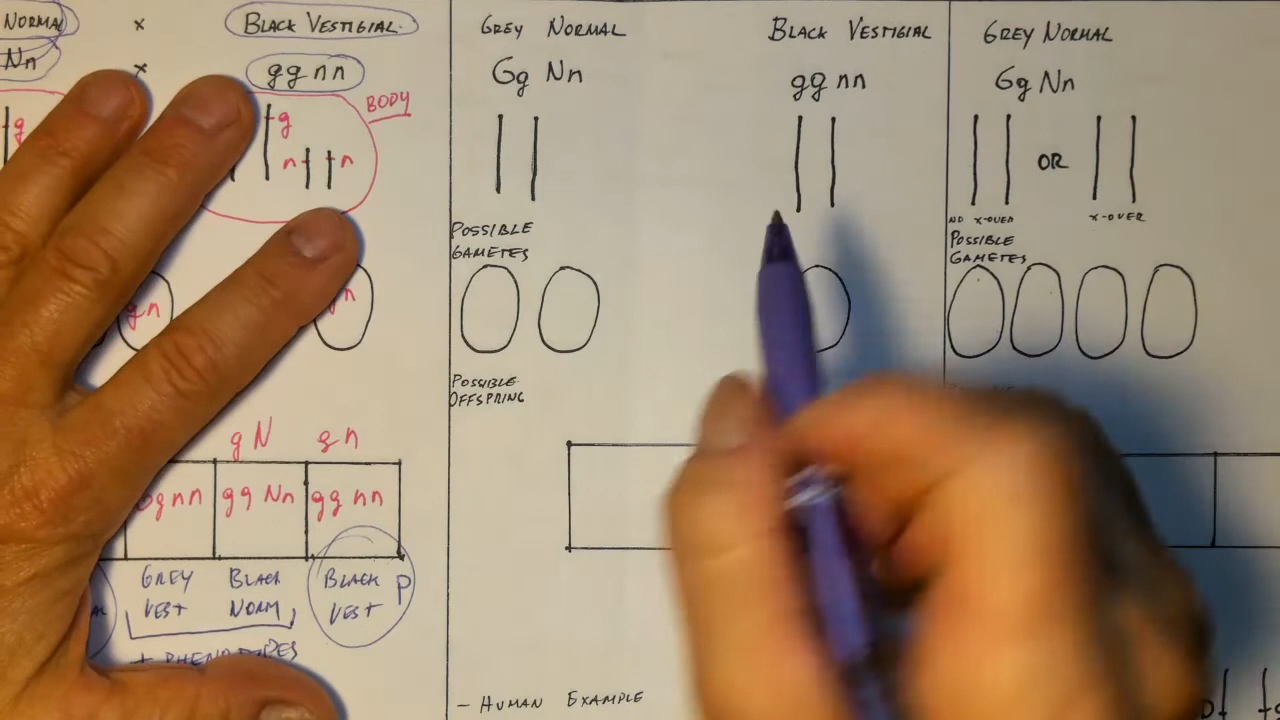 NORMAL × BLACK VESTIGIAL
Nn × gg nn
BODY
g
g
n n
gn
n
gN gn
gnn gg Nn gg nn
GREY VEST
BLACK NORM
BLACK VEST
P
+ PHENOTYPES
GREY NORMAL
Gg Nn
POSSIBLE
GAMETES
POSSIBLE
OFFSPRING
BLACK VESTIGIAL
gg nn
- HUMAN EXAMPLE
GREY NORMAL
Gg Nn
OR
NO X-OVER X-OVER
POSSIBLE
GAMETES